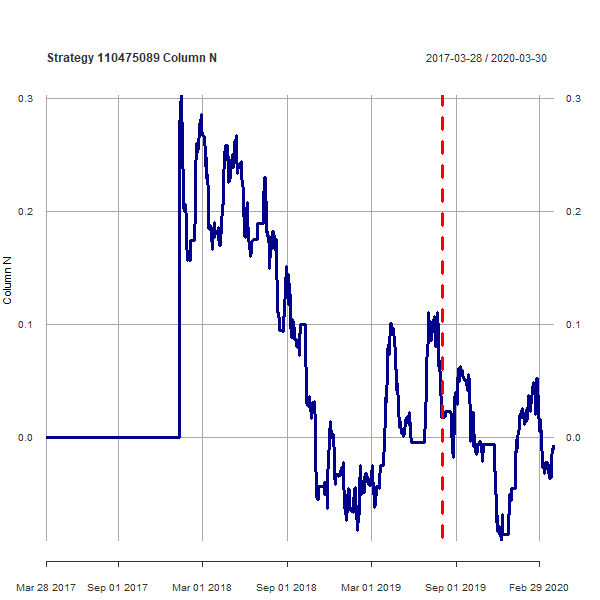 Strategy 110475089 Column N
2017-03-28 / 2020-03-30
0.3
0.3
0.2
0.2
0.1
0.1
0.0
0.0
Column N
Mar 28 2017
Sep 01 2017
Mar 01 2018
Sep 03 2018
Mar 01 2019
Sep 01 2019
Feb 29 2020